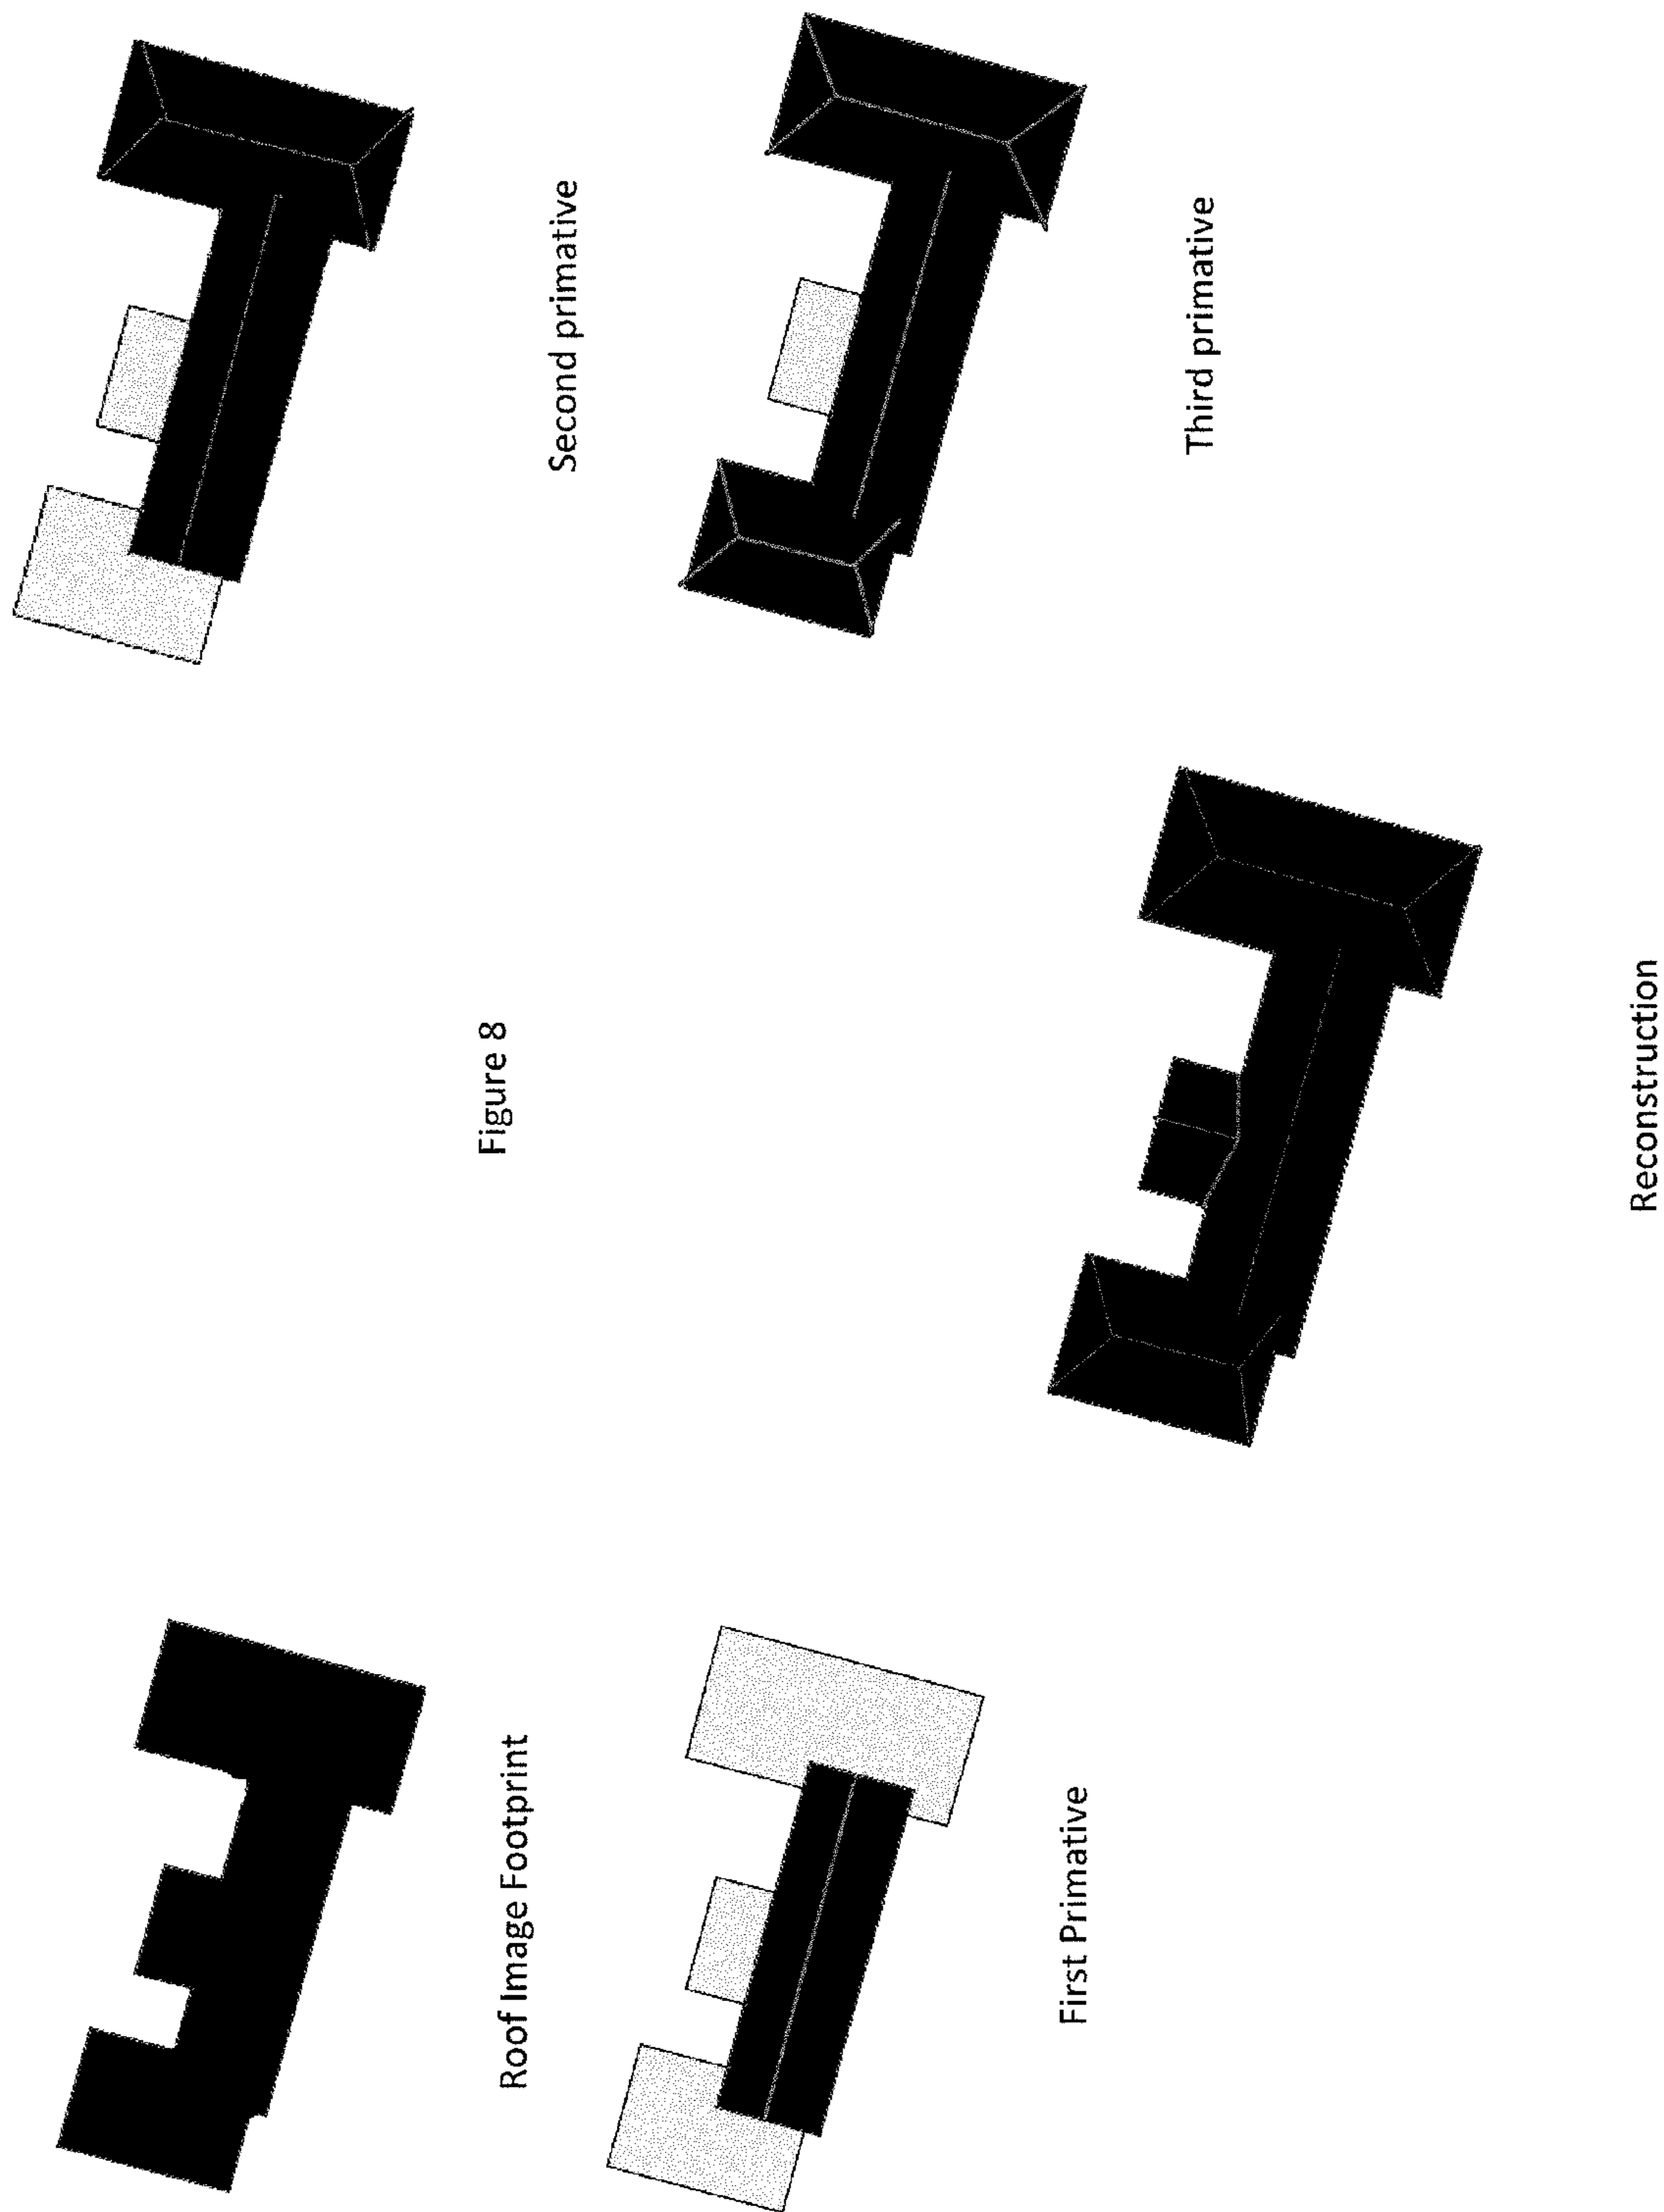 Figure 8
Roof Image Footprint
Second primative
First Primative
Third primative
Reconstruction